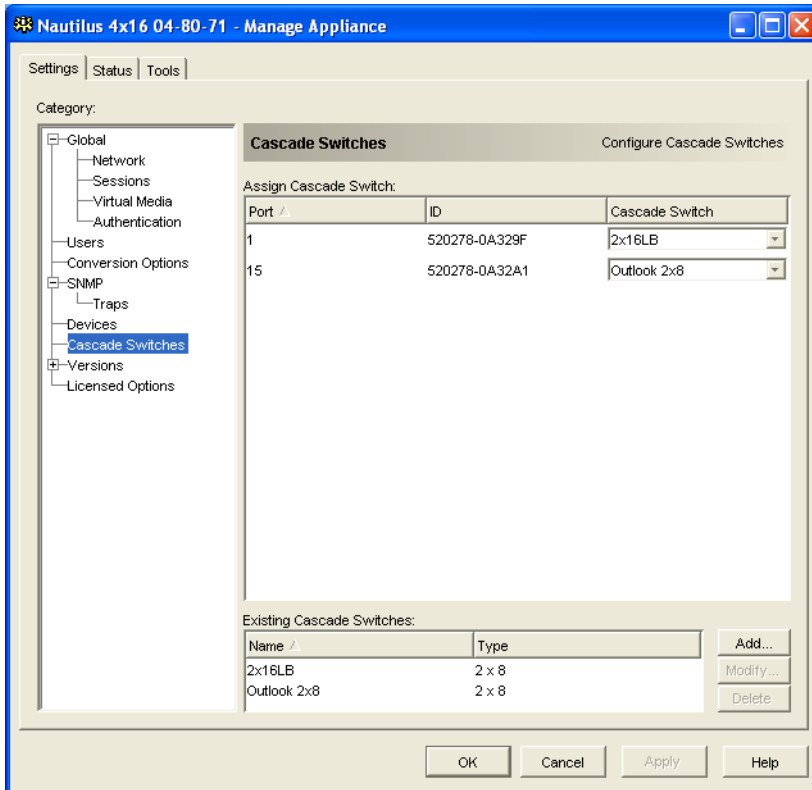 Nautilus 4x16 04-80-71 - Manage Appliance
Settings Status Tools
Category:
Global
Network
Sessions
Virtual Media
Authentication
Users
Conversion Options
SNMP
Traps
Devices
Cascade Switches
Versions
Licensed Options
Cascade Switches Configure Cascade Switches
Assign Cascade Switch:
Port ID Cascade Switch
1 520278-0A329F 2x16LB
15 520278-0A32A1 Outlook 2x8
Existing Cascade Switches:
Name Type
2x16LB 2 x 8
Outlook 2x8 2 x 8
Add...
Modify...
Delete
OK Cancel Apply Help